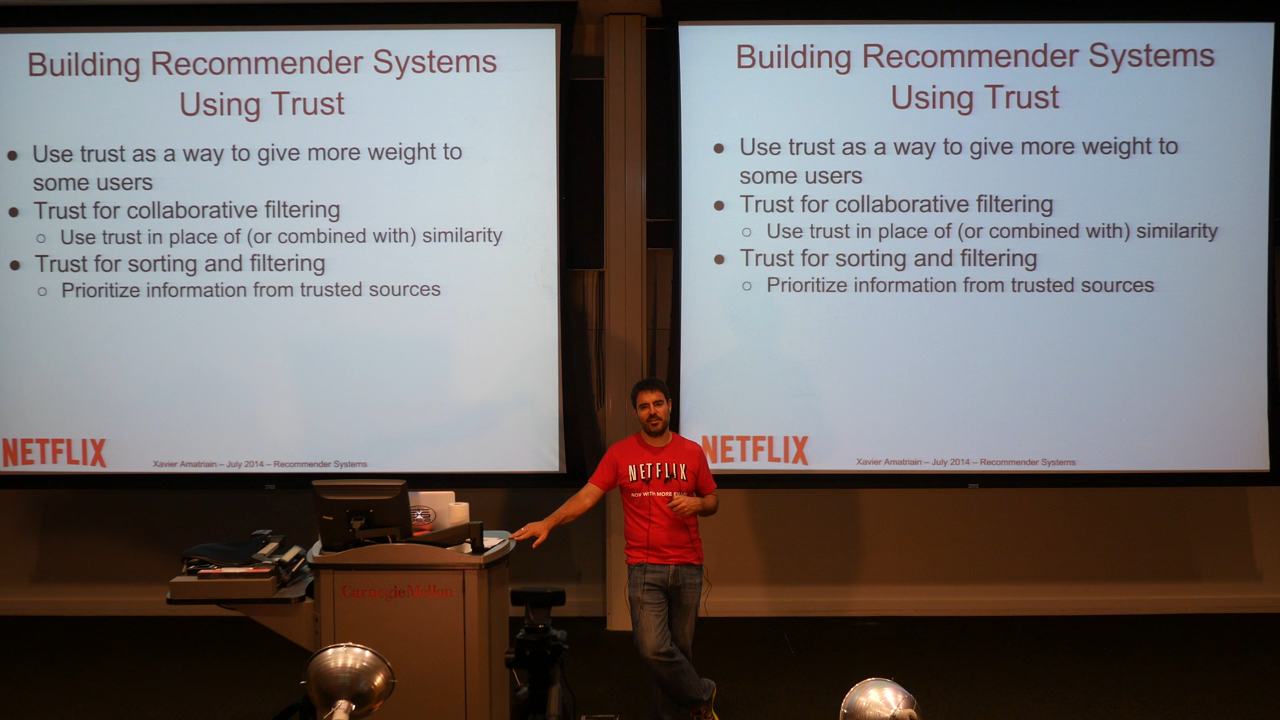 Building Recommender Systems
Using Trust
● Use trust as a way to give more weight to
some users
● Trust for collaborative filtering
○ Use trust in place of (or combined with) similarity
● Trust for sorting and filtering
○ Prioritize information from trusted sources
NETFLIX
Xavier Amatriain – July 2014 – Recommender Systems
Building Recommender Systems
Using Trust
● Use trust as a way to give more weight to
some users
● Trust for collaborative filtering
○ Use trust in place of (or combined with) similarity
● Trust for sorting and filtering
○ Prioritize information from trusted sources
NETFLIX
Xavier Amatriain – July 2014 – Recommender Systems
NETFLIX
NOW WITH MORE
Carnegie Mellon